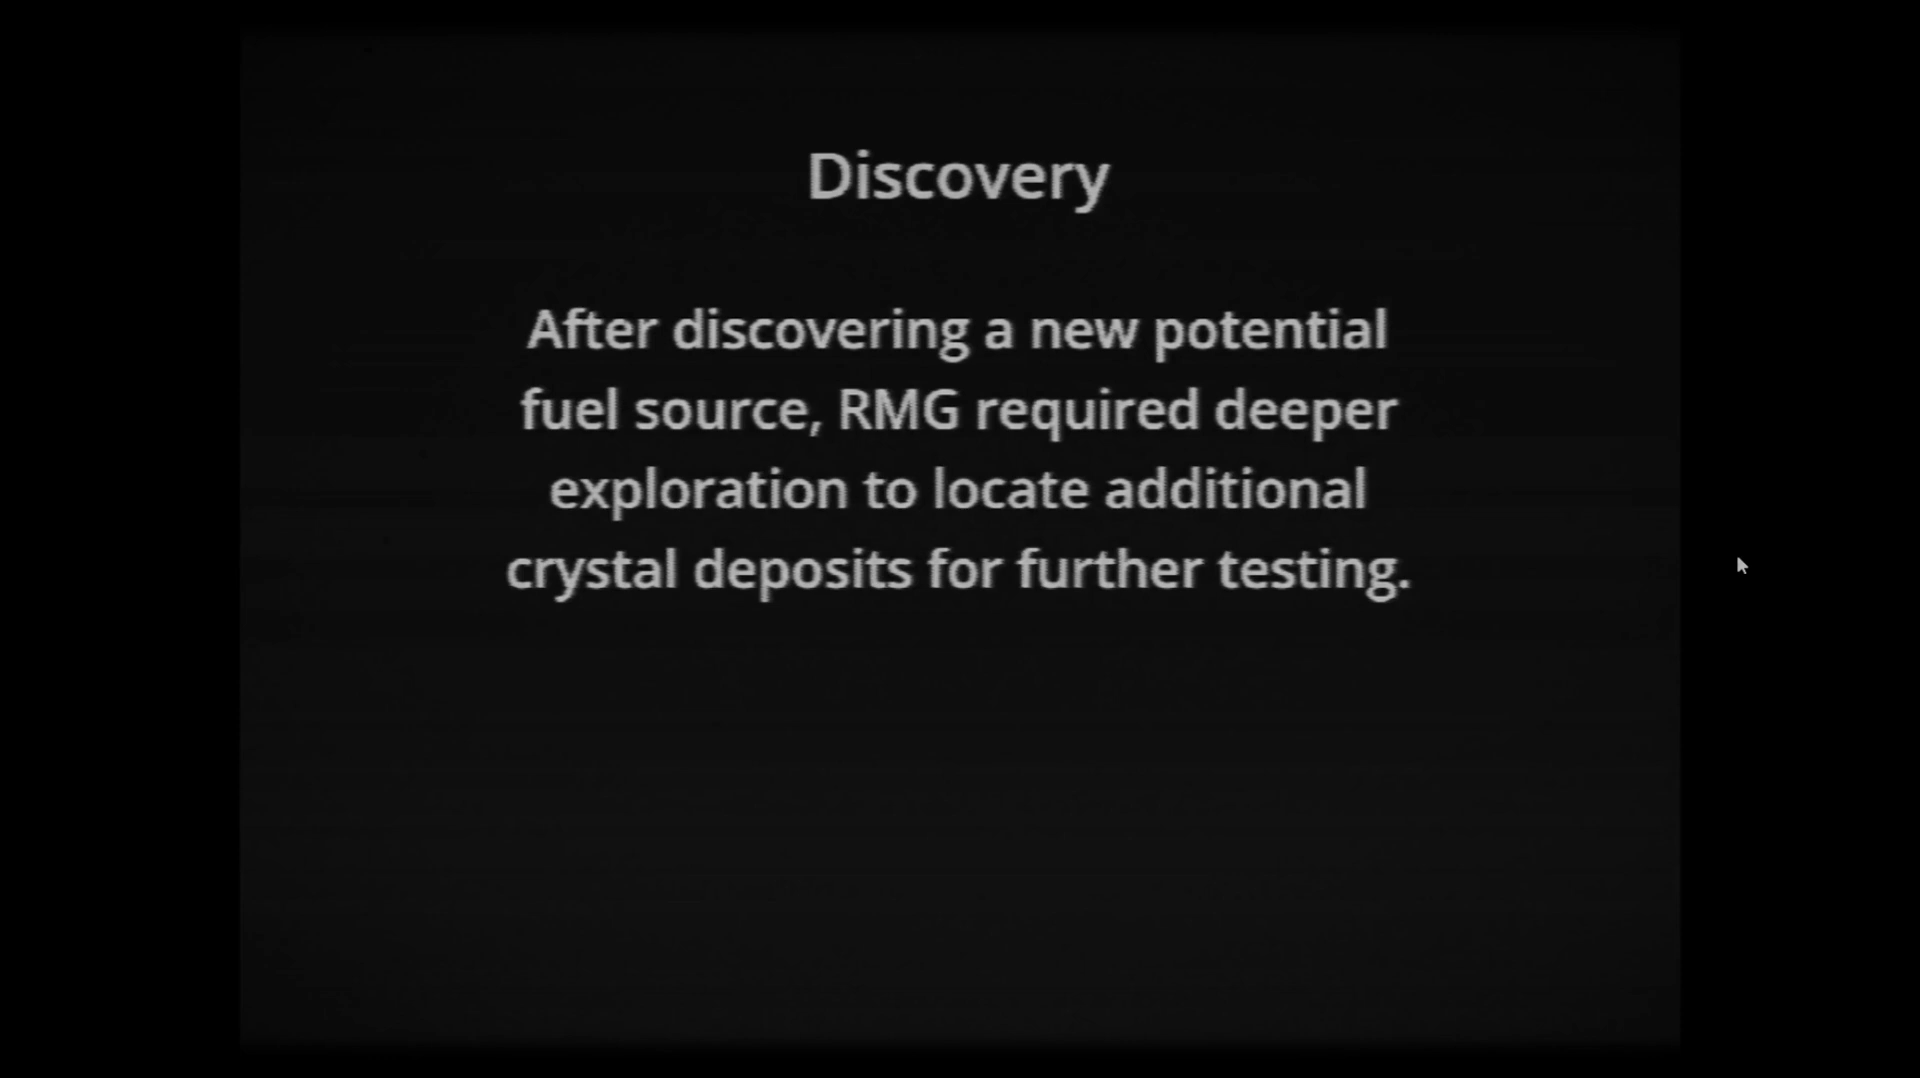 Discovery
After discovering a new potential
fuel source, RMG required deeper
exploration to locate additional
crystal deposits for further testing.